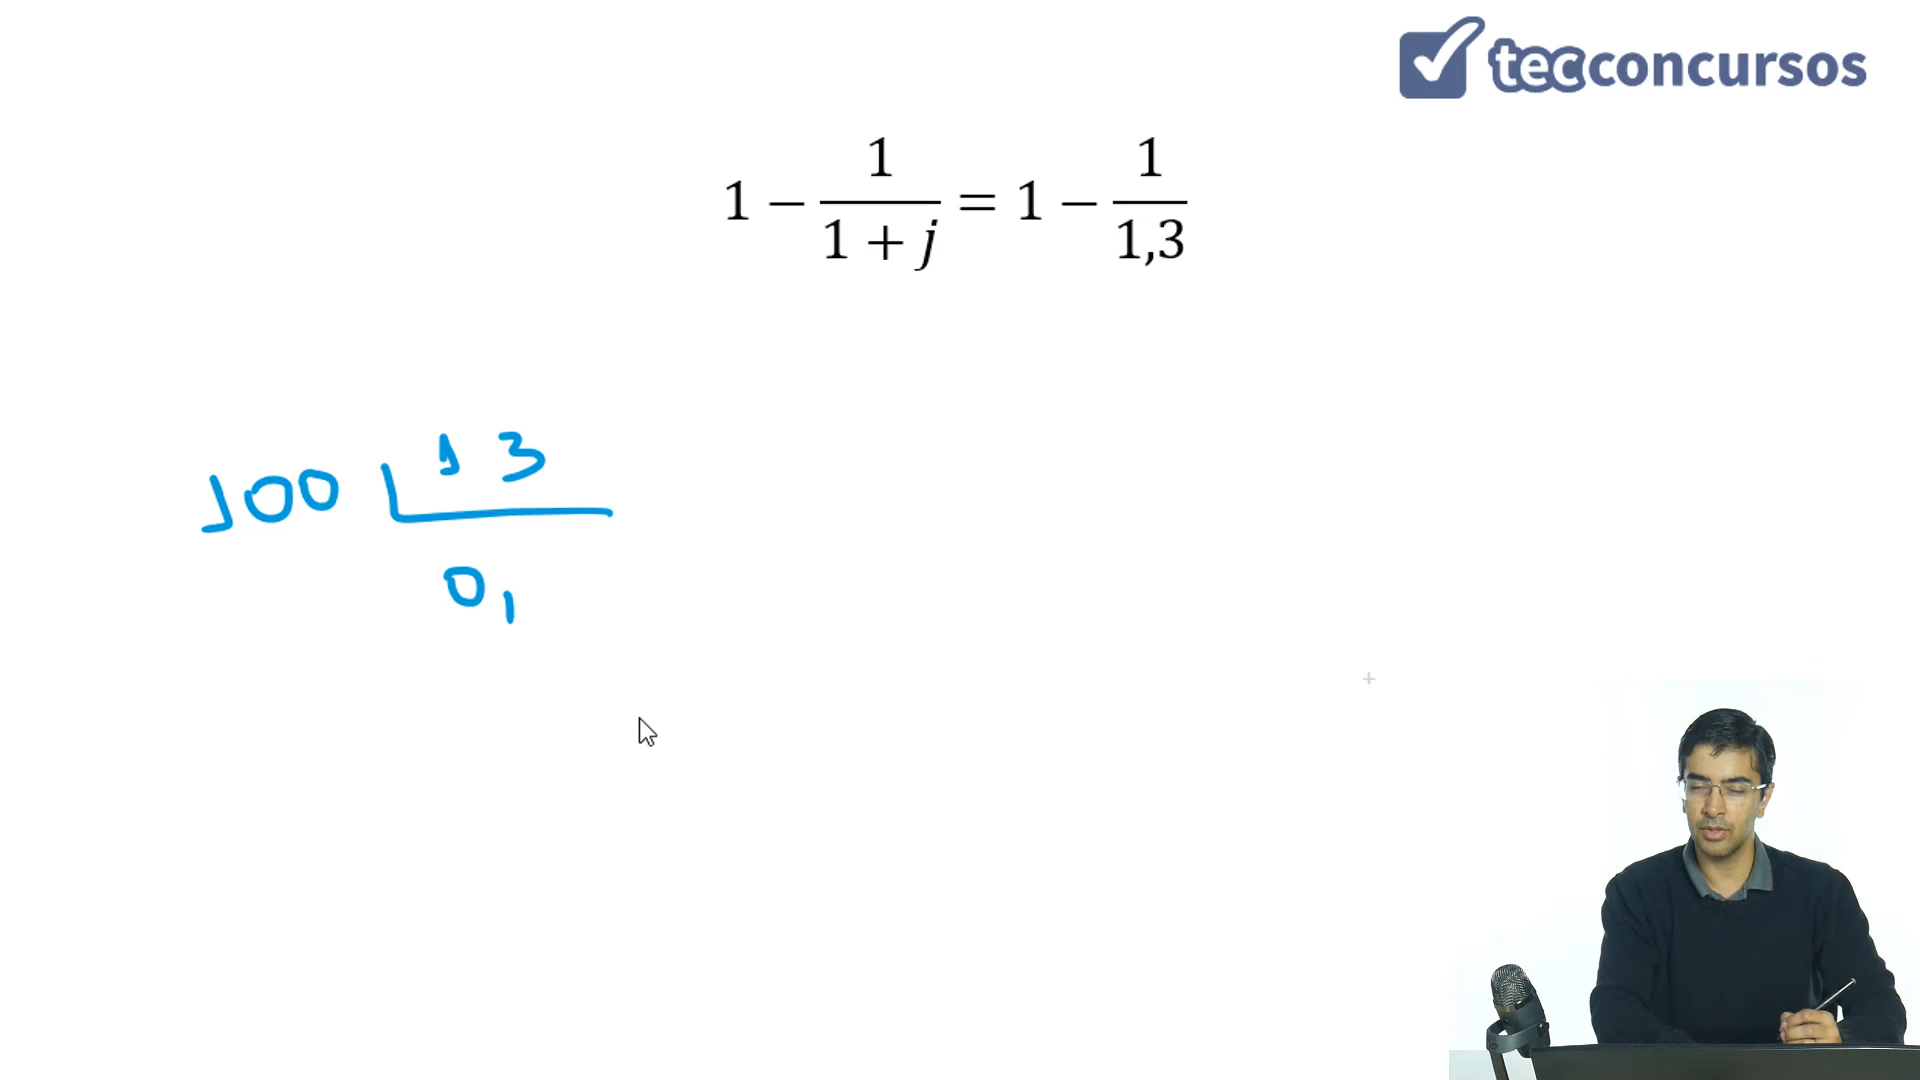 tecconcursos
1 − 1/(1 + j) = 1 − 1/1,3
100 | 13
0,